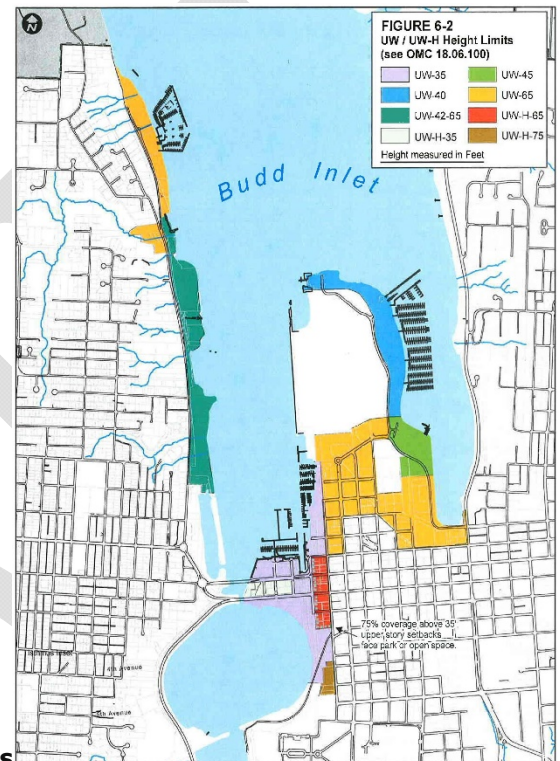 N
FIGURE 6-2
UW / UW-H Height Limits
(see OMC 18.06.100)
UW-35
UW-45
UW-40
UW-65
UW-42-65
UW-H-65
UW-H-35
UW-H-75
Height measured in Feet
Budd Inlet
75% coverage above 35'
upper story setbacks
face park or open space.
4th Avenue
5th Avenue
s